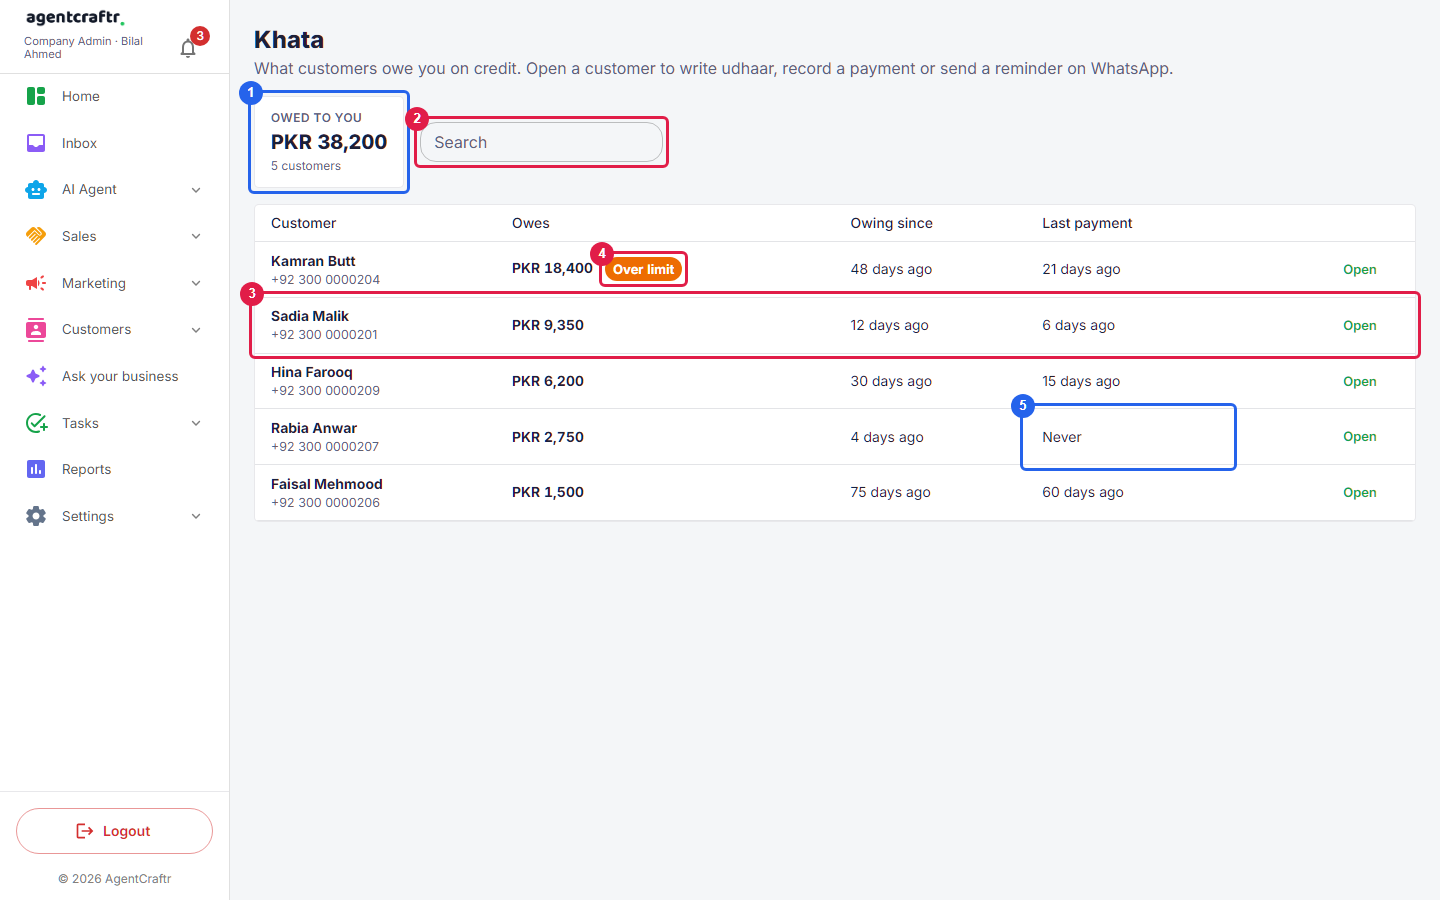 agentcraftr.
Company Admin · Bilal Ahmed
3
Home
Inbox
AI Agent
Sales
Marketing
Customers
Ask your business
Tasks
Reports
Settings
Logout
© 2026 AgentCraftr
Khata
What customers owe you on credit. Open a customer to write udhaar, record a payment or send a reminder on WhatsApp.
1
OWED TO YOU
PKR 38,200
5 customers
2
Search
Customer Owes Owing since Last payment
4
Kamran Butt
+92 300 0000204
PKR 18,400 Over limit 48 days ago 21 days ago Open
3
Sadia Malik
+92 300 0000201
PKR 9,350 12 days ago 6 days ago Open
Hina Farooq
+92 300 0000209
PKR 6,200 30 days ago 15 days ago Open
5
Rabia Anwar
+92 300 0000207
PKR 2,750 4 days ago Never Open
Faisal Mehmood
+92 300 0000206
PKR 1,500 75 days ago 60 days ago Open